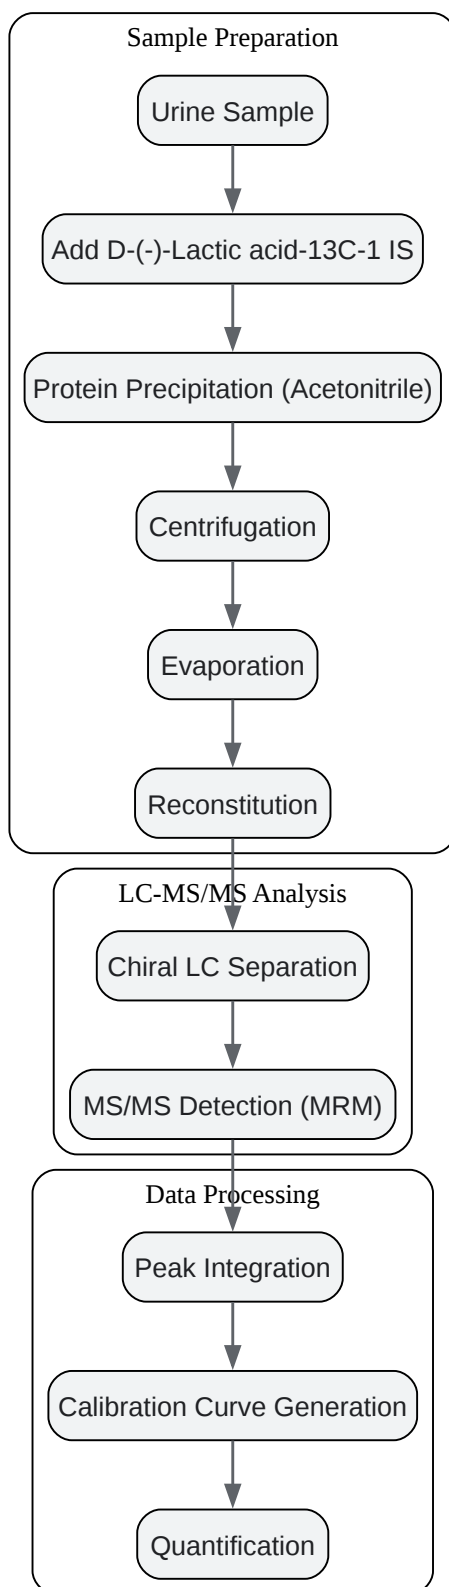 Sample Preparation
Urine Sample
Add D-(-)-Lactic acid-13C-1 IS
Protein Precipitation (Acetonitrile)
Centrifugation
Evaporation
Reconstitution
LC-MS/MS Analysis
Chiral LC Separation
MS/MS Detection (MRM)
Data Processing
Peak Integration
Calibration Curve Generation
Quantification